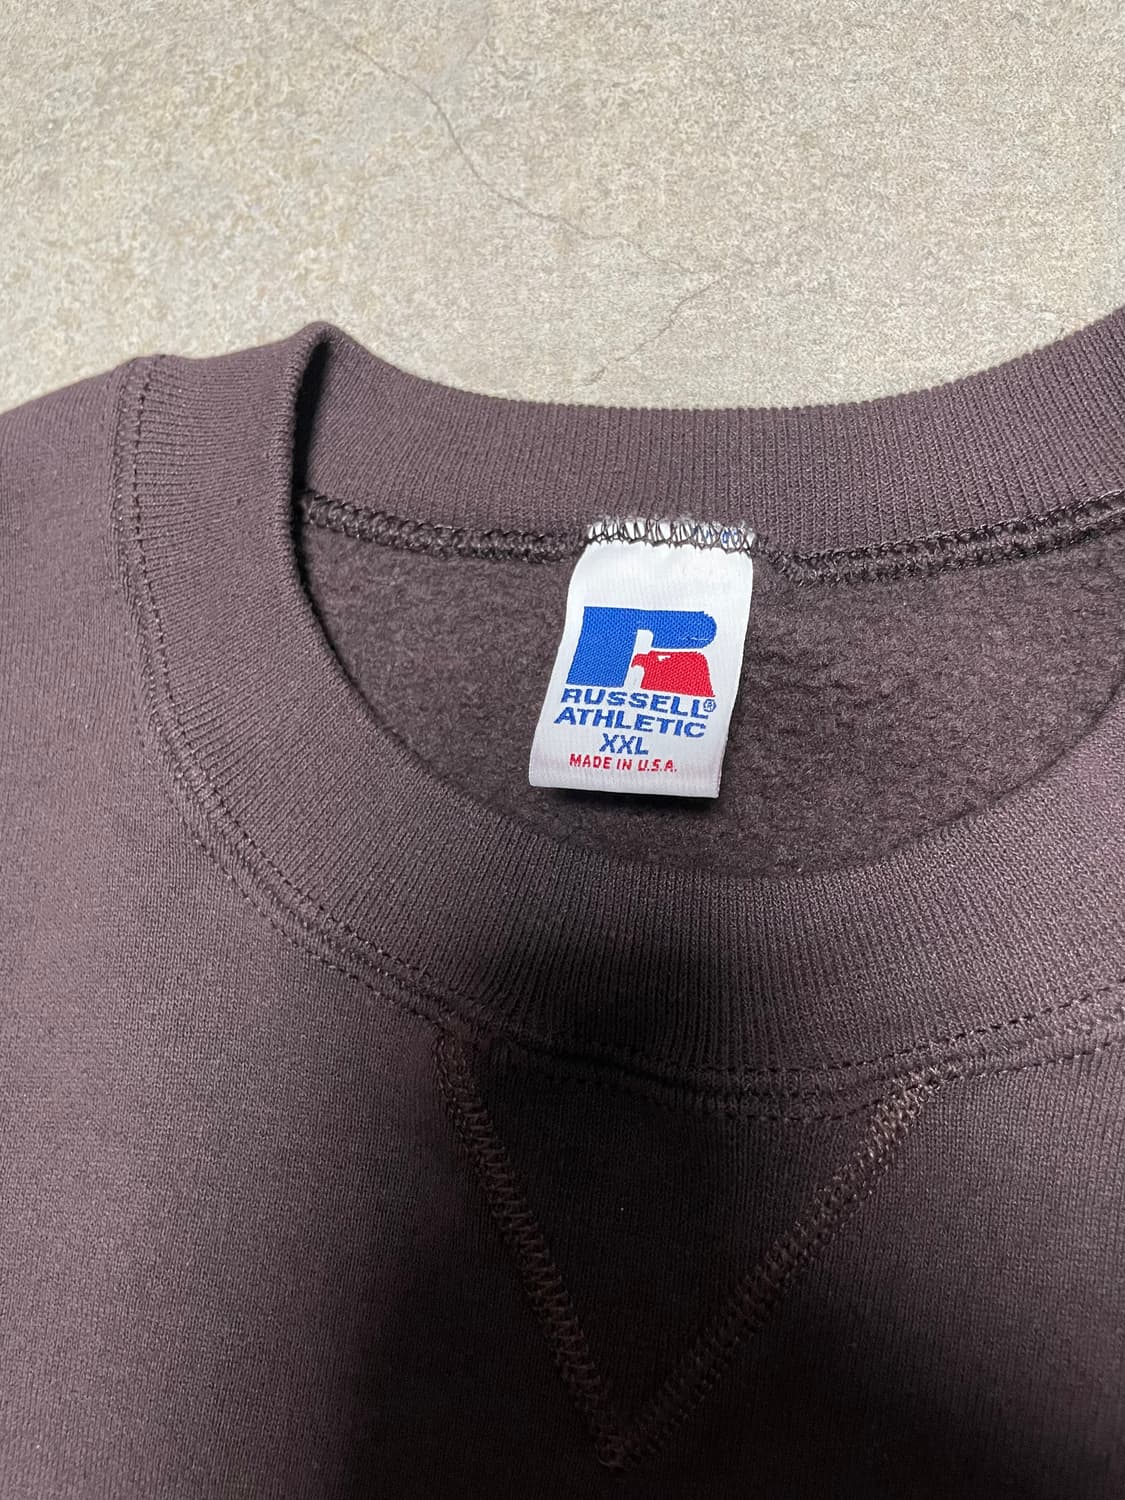 RUSSELL®
ATHLETIC
XXL
MADE IN U.S.A.